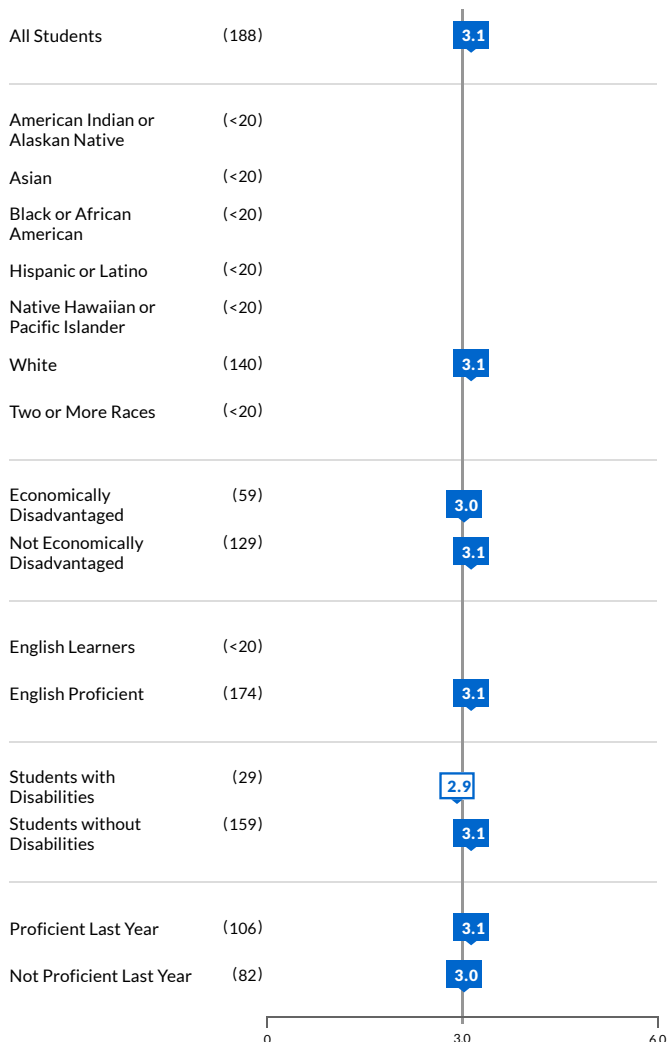 All Students (188) 3.1
American Indian or (<20)
Alaskan Native
Asian (<20)
Black or African (<20)
American
Hispanic or Latino (<20)
Native Hawaiian or (<20)
Pacific Islander
White (140) 3.1
Two or More Races (<20)
Economically (59) 3.0
Disadvantaged
Not Economically (129) 3.1
Disadvantaged
English Learners (<20)
English Proficient (174) 3.1
Students with (29) 2.9
Disabilities
Students without (159) 3.1
Disabilities
Proficient Last Year (106) 3.1
Not Proficient Last Year (82) 3.0
0 3.0 6.0